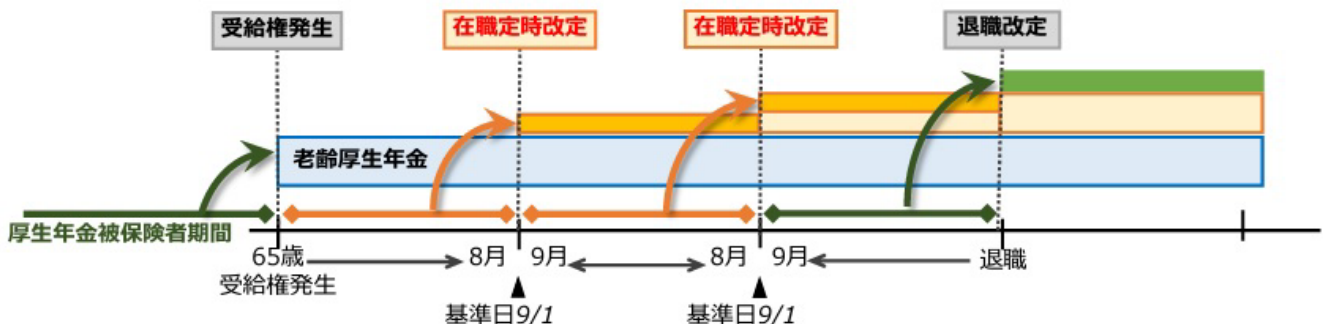 受給権発生
在職定時改定
在職定時改定
退職改定
老齢厚生年金
厚生年金被保険者期間
65歳
受給権発生
8月
9月
8月
9月
退職
▲
基準日9/1
▲
基準日9/1